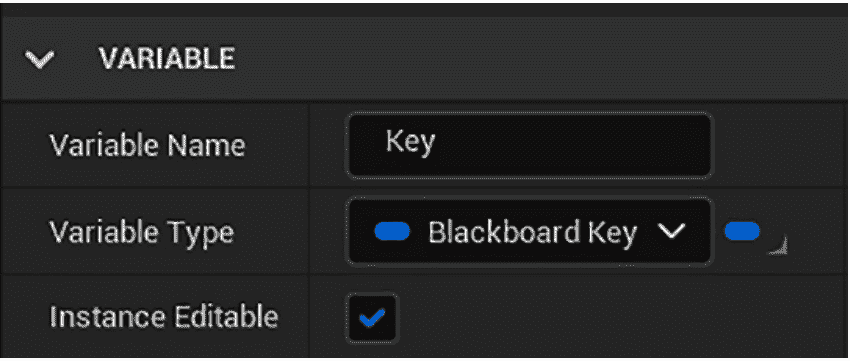 VARIABLE
Variable Name Key
Variable Type Blackboard Key
Instance Editable